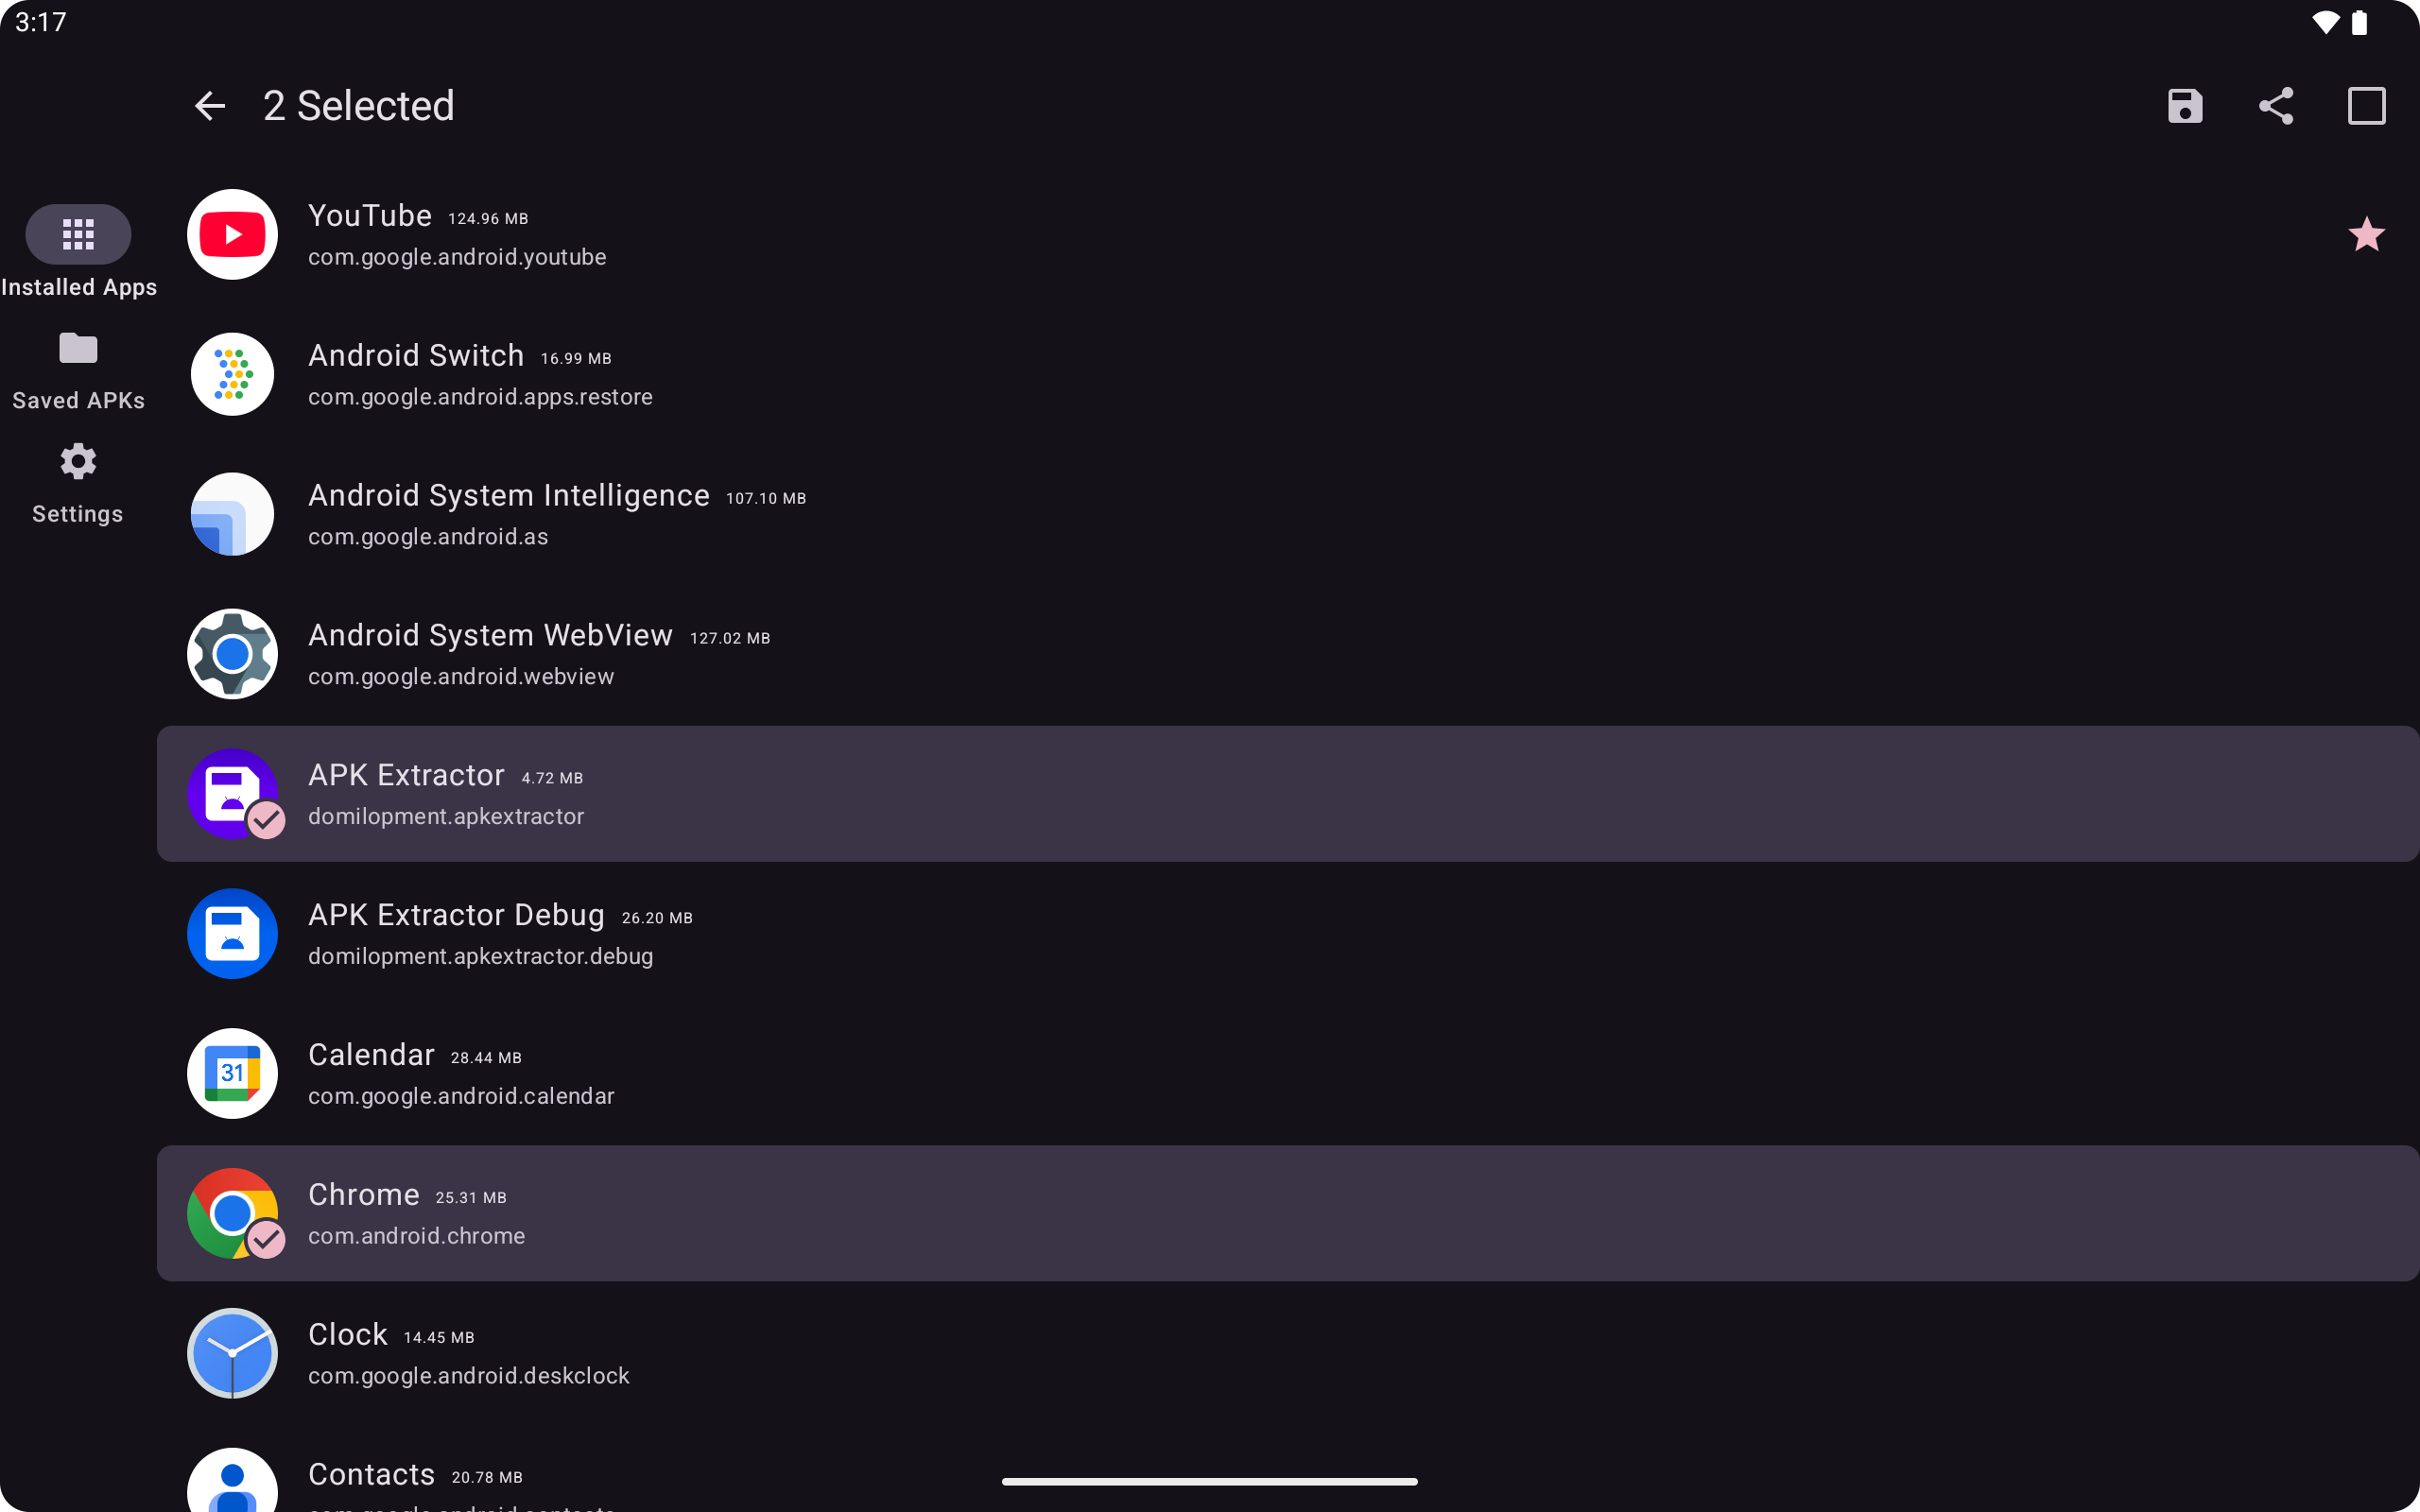 3:17
2 Selected
Installed Apps
Saved APKs
Settings
YouTube 124.96 MB
com.google.android.youtube
Android Switch 16.99 MB
com.google.android.apps.restore
Android System Intelligence 107.10 MB
com.google.android.as
Android System WebView 127.02 MB
com.google.android.webview
APK Extractor 4.72 MB
domilopment.apkextractor
APK Extractor Debug 26.20 MB
domilopment.apkextractor.debug
31
Calendar 28.44 MB
com.google.android.calendar
Chrome 25.31 MB
com.android.chrome
Clock 14.45 MB
com.google.android.deskclock
Contacts 20.78 MB